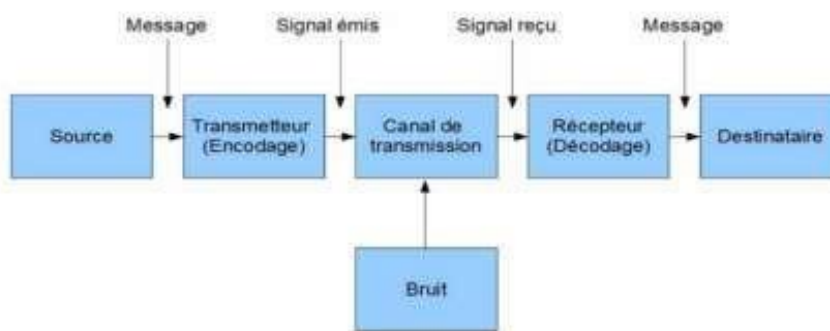 Message
Signal émis
Signal reçu
Message
Source
Transmetteur
(Encodage)
Canal de
transmission
Récepteur
(Décodage)
Destinataire
Bruit